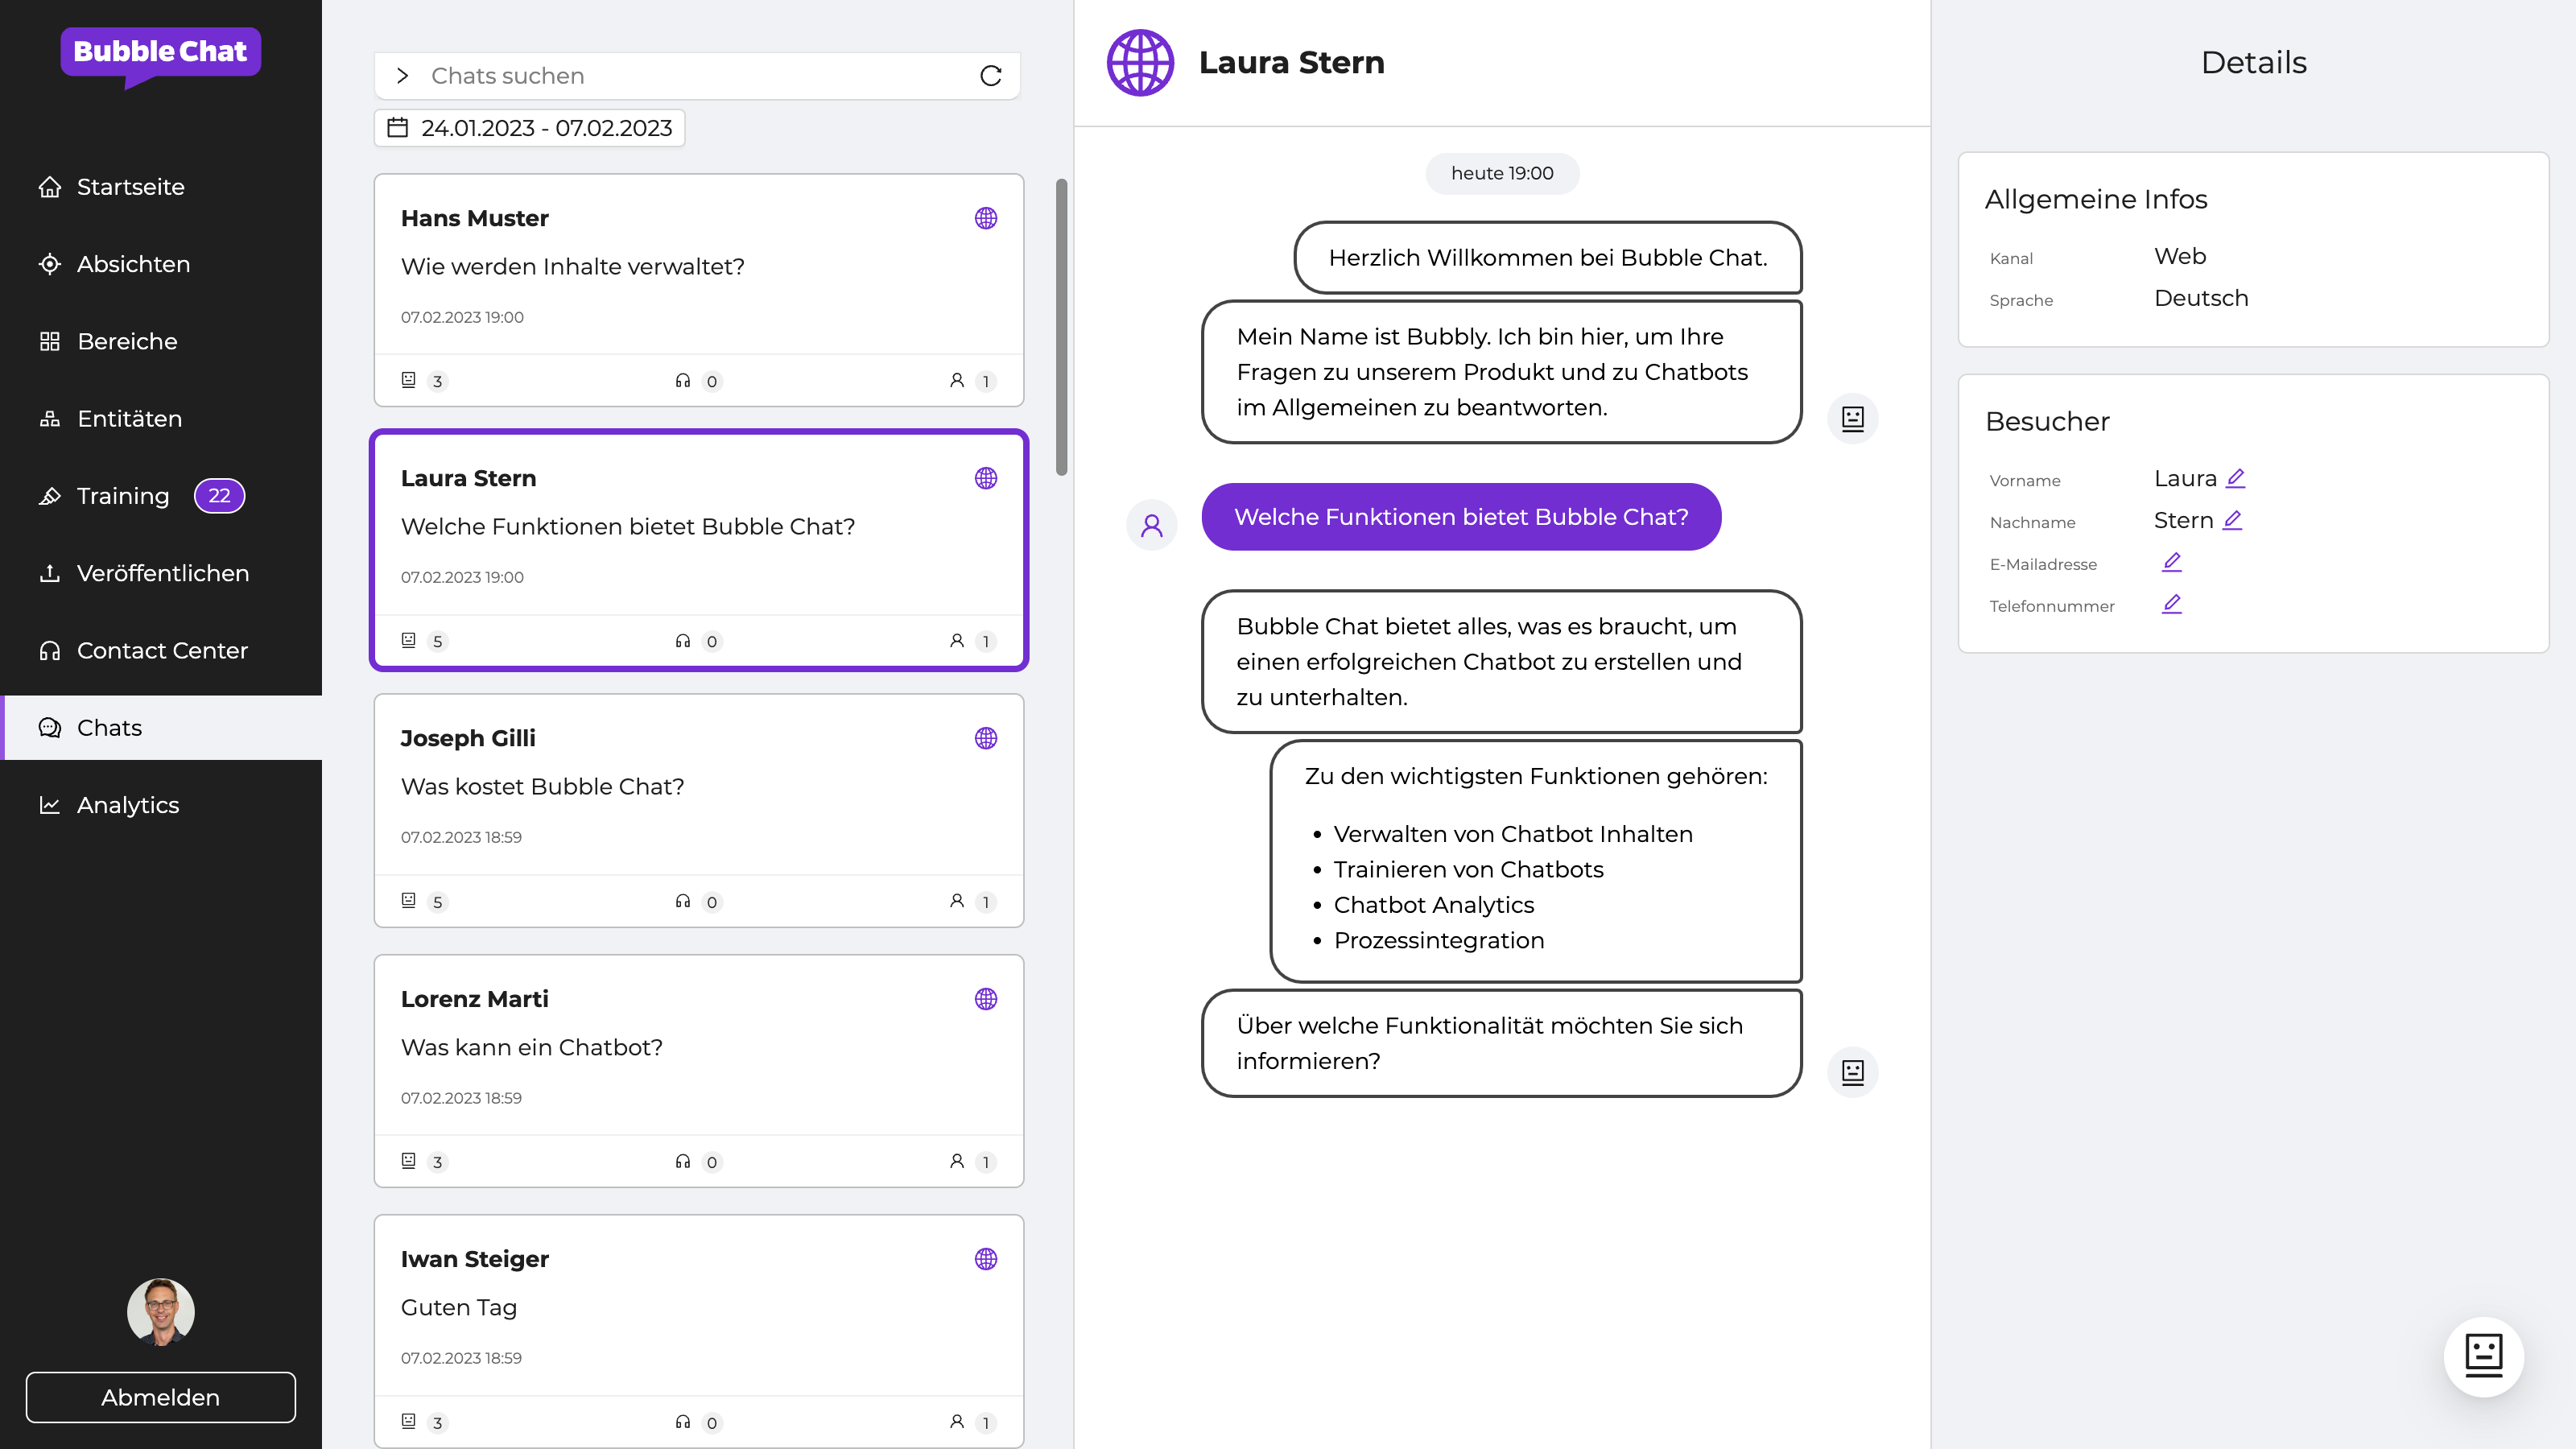 Bubble Chat
Startseite
Absichten
Bereiche
Entitäten
Training 22
Veröffentlichen
Contact Center
Chats
Analytics
Abmelden
Chats suchen
24.01.2023 - 07.02.2023
Hans Muster
Wie werden Inhalte verwaltet?
07.02.2023 19:00
3 0 1
Laura Stern
Welche Funktionen bietet Bubble Chat?
07.02.2023 19:00
5 0 1
Joseph Gilli
Was kostet Bubble Chat?
07.02.2023 18:59
5 0 1
Lorenz Marti
Was kann ein Chatbot?
07.02.2023 18:59
3 0 1
Iwan Steiger
Guten Tag
07.02.2023 18:59
3 0 1
Laura Stern
heute 19:00
Herzlich Willkommen bei Bubble Chat.
Mein Name ist Bubbly. Ich bin hier, um Ihre
Fragen zu unserem Produkt und zu Chatbots
im Allgemeinen zu beantworten.
Welche Funktionen bietet Bubble Chat?
Bubble Chat bietet alles, was es braucht, um
einen erfolgreichen Chatbot zu erstellen und
zu unterhalten.
Zu den wichtigsten Funktionen gehören:
• Verwalten von Chatbot Inhalten
• Trainieren von Chatbots
• Chatbot Analytics
• Prozessintegration
Über welche Funktionalität möchten Sie sich
informieren?
Details
Allgemeine Infos
Kanal Web
Sprache Deutsch
Besucher
Vorname Laura
Nachname Stern
E-Mailadresse
Telefonnummer